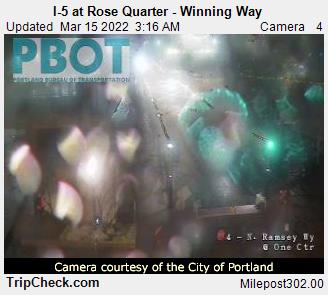 I-5 at Rose Quarter - Winning Way
Updated Mar 15 2022 3:16 AM Camera 4
PBOT
PORTLAND BUREAU OF TRANSPORTATION
4 - N. Ramsey Wy
@ One Ctr
Camera courtesy of the City of Portland
TripCheck.com Milepost302.00